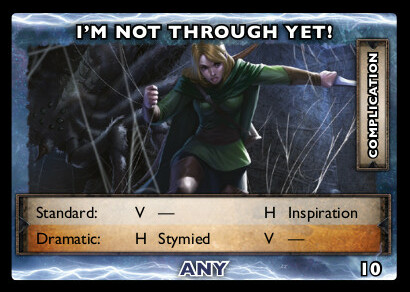 I'M NOT THROUGH YET!
COMPLICATION
Standard: V — H Inspiration
Dramatic: H Stymied V —
ANY
10